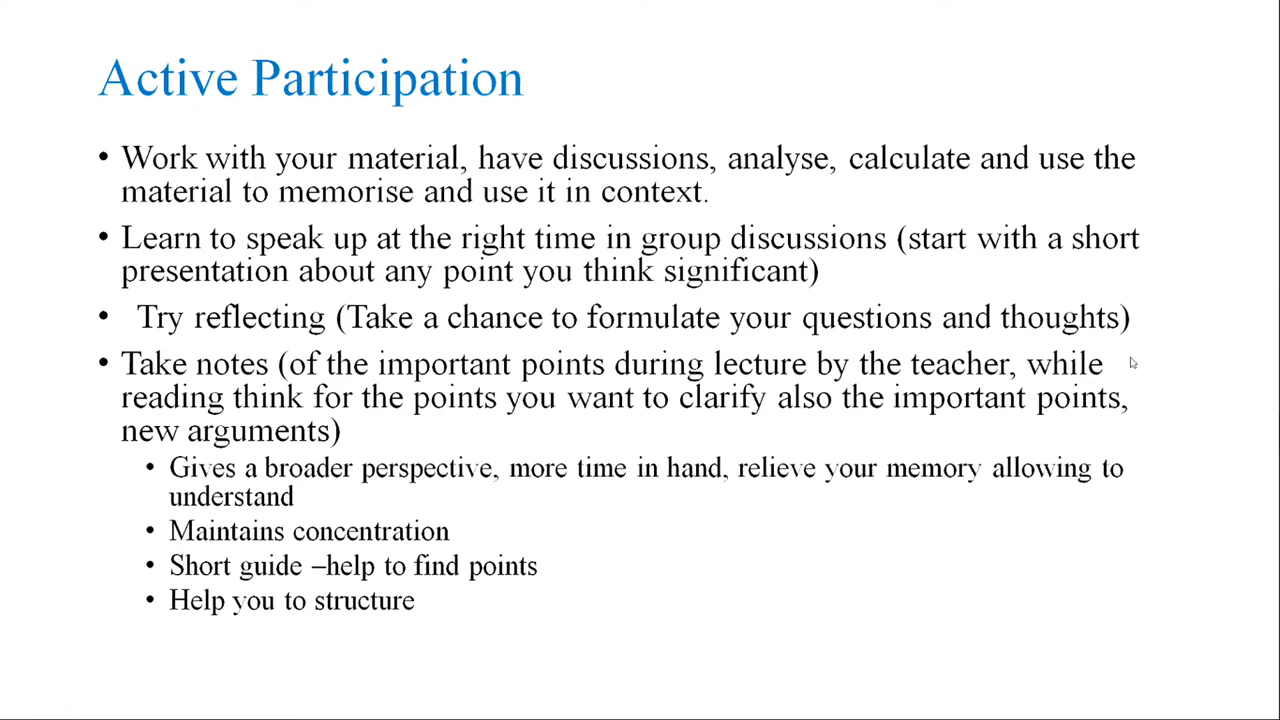 Active Participation
• Work with your material, have discussions, analyse, calculate and use the
material to memorise and use it in context.
• Learn to speak up at the right time in group discussions (start with a short
presentation about any point you think significant)
• Try reflecting (Take a chance to formulate your questions and thoughts)
• Take notes (of the important points during lecture by the teacher, while
reading think for the points you want to clarify also the important points,
new arguments)
• Gives a broader perspective, more time in hand, relieve your memory allowing to
understand
• Maintains concentration
• Short guide –help to find points
• Help you to structure